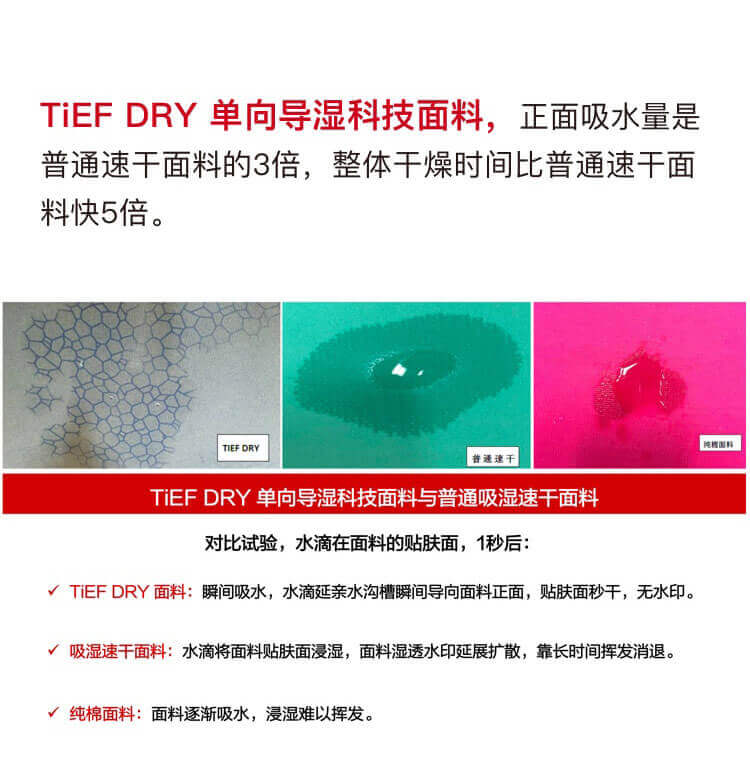 TiEF DRY 单向导湿科技面料，正面吸水量是
普通速干面料的3倍，整体干燥时间比普通速干面
料快5倍。
TIEF DRY
普通速干
纯棉面料
TiEF DRY 单向导湿科技面料与普通吸湿速干面料
对比试验，水滴在面料的贴肤面，1秒后：
TiEF DRY 面料：瞬间吸水，水滴延亲水沟槽瞬间导向面料正面，贴肤面秒干，无水印。
吸湿速干面料：水滴将面料贴肤面浸湿，面料湿透水印延展扩散，靠长时间挥发消退。
纯棉面料：面料逐渐吸水，浸湿难以挥发。